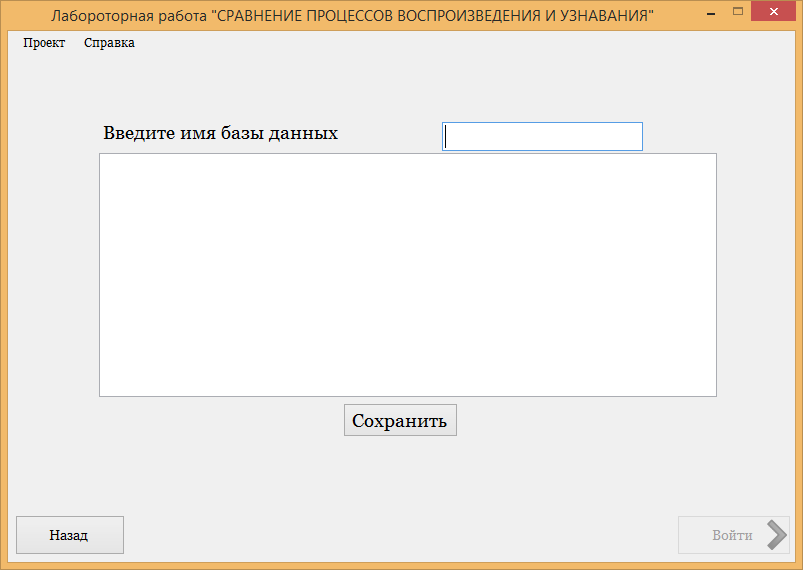 Лабороторная работа "СРАВНЕНИЕ ПРОЦЕССОВ ВОСПРОИЗВЕДЕНИЯ И УЗНАВАНИЯ"
Проект Справка
Введите имя базы данных
Сохранить
Назад
Войти